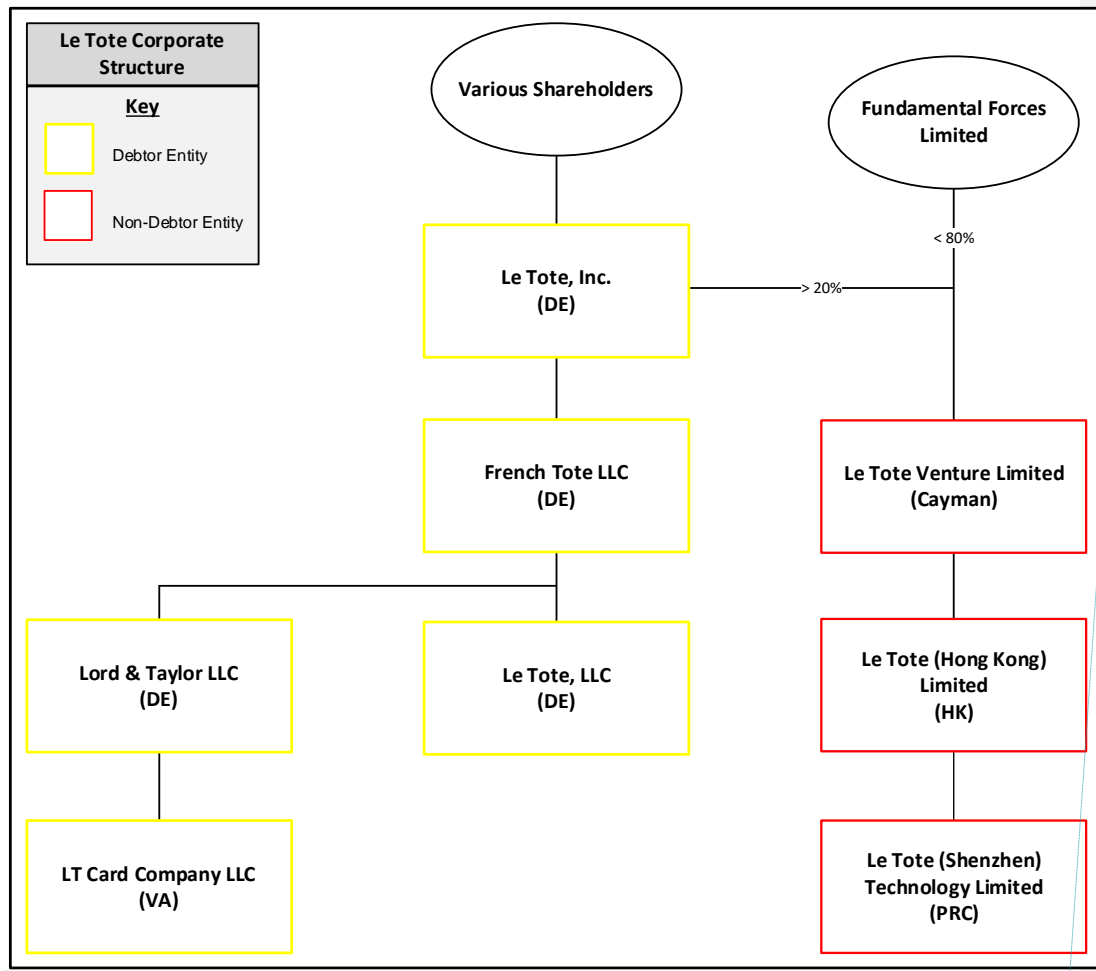 Le Tote Corporate
Structure
Key
Debtor Entity
Non-Debtor Entity
Various Shareholders
Fundamental Forces
Limited
< 80%
Le Tote, Inc.
(DE)
> 20%
French Tote LLC
(DE)
Le Tote Venture Limited
(Cayman)
Lord & Taylor LLC
(DE)
Le Tote, LLC
(DE)
Le Tote (Hong Kong)
Limited
(HK)
LT Card Company LLC
(VA)
Le Tote (Shenzhen)
Technology Limited
(PRC)